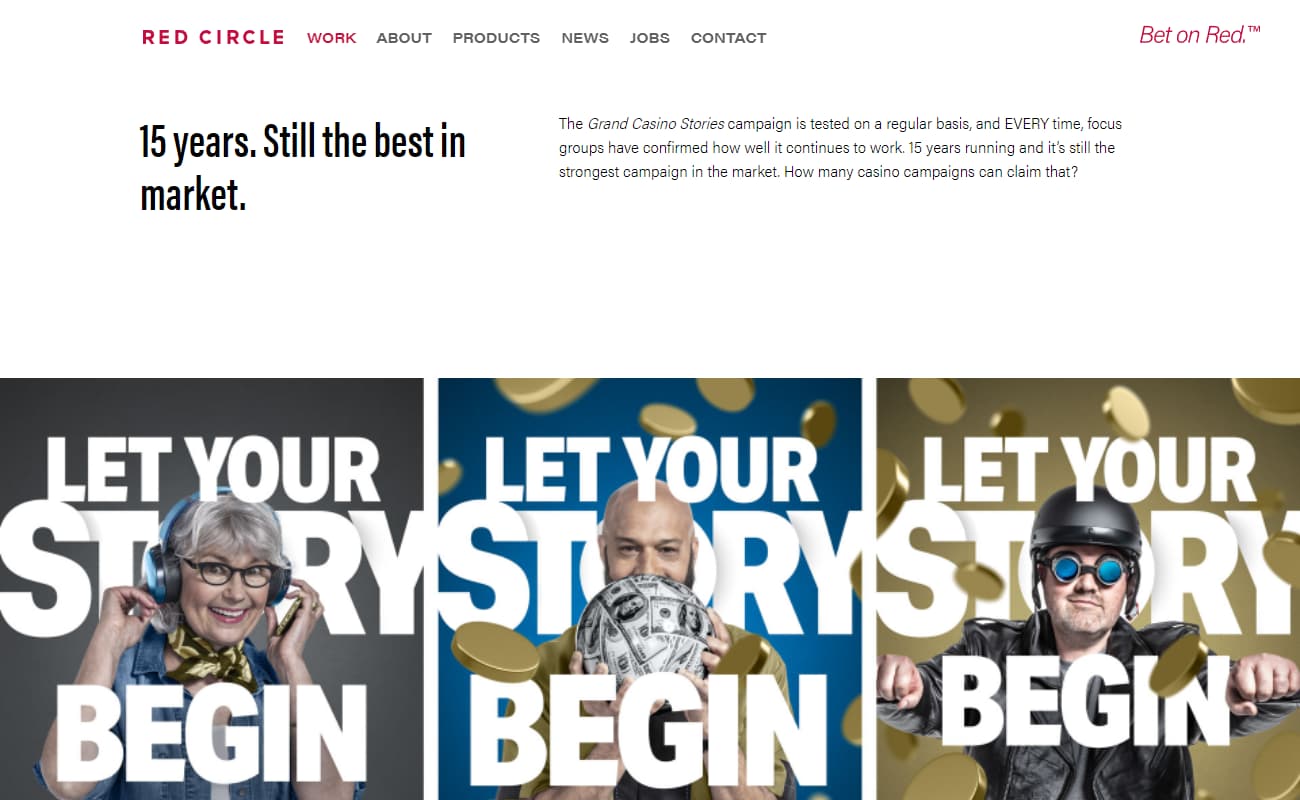 RED CIRCLE WORK ABOUT PRODUCTS NEWS JOBS CONTACT
Bet on Red.™
15 years. Still the best in
market.
The Grand Casino Stories campaign is tested on a regular basis, and EVERY time, focus
groups have confirmed how well it continues to work. 15 years running and it's still the
strongest campaign in the market. How many casino campaigns can claim that?
LET YOUR
STORY
BEGIN
LET YOUR
STORY
BEGIN
LET YOUR
STORY
BEGIN